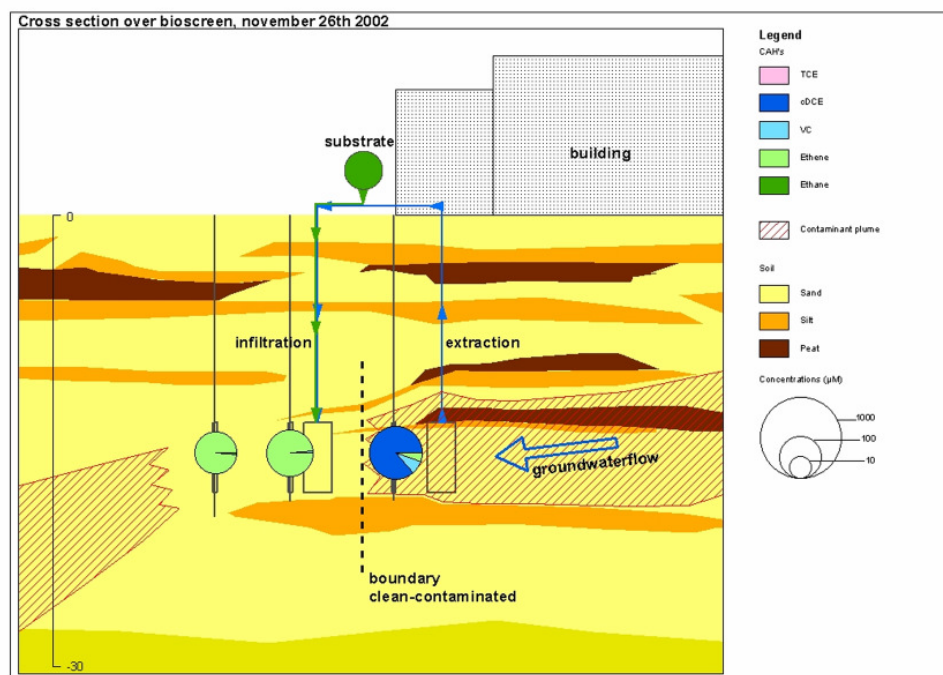 Cross section over bioscreen, november 26th 2002
substrate
building
0
infiltration
extraction
groundwaterflow
boundary
clean-contaminated
-30
Legend
CAH's
TCE
cDCE
VC
Ethene
Ethane
Contaminant plume
Soil
Sand
Silt
Peat
Concentrations (µM)
1000
100
10